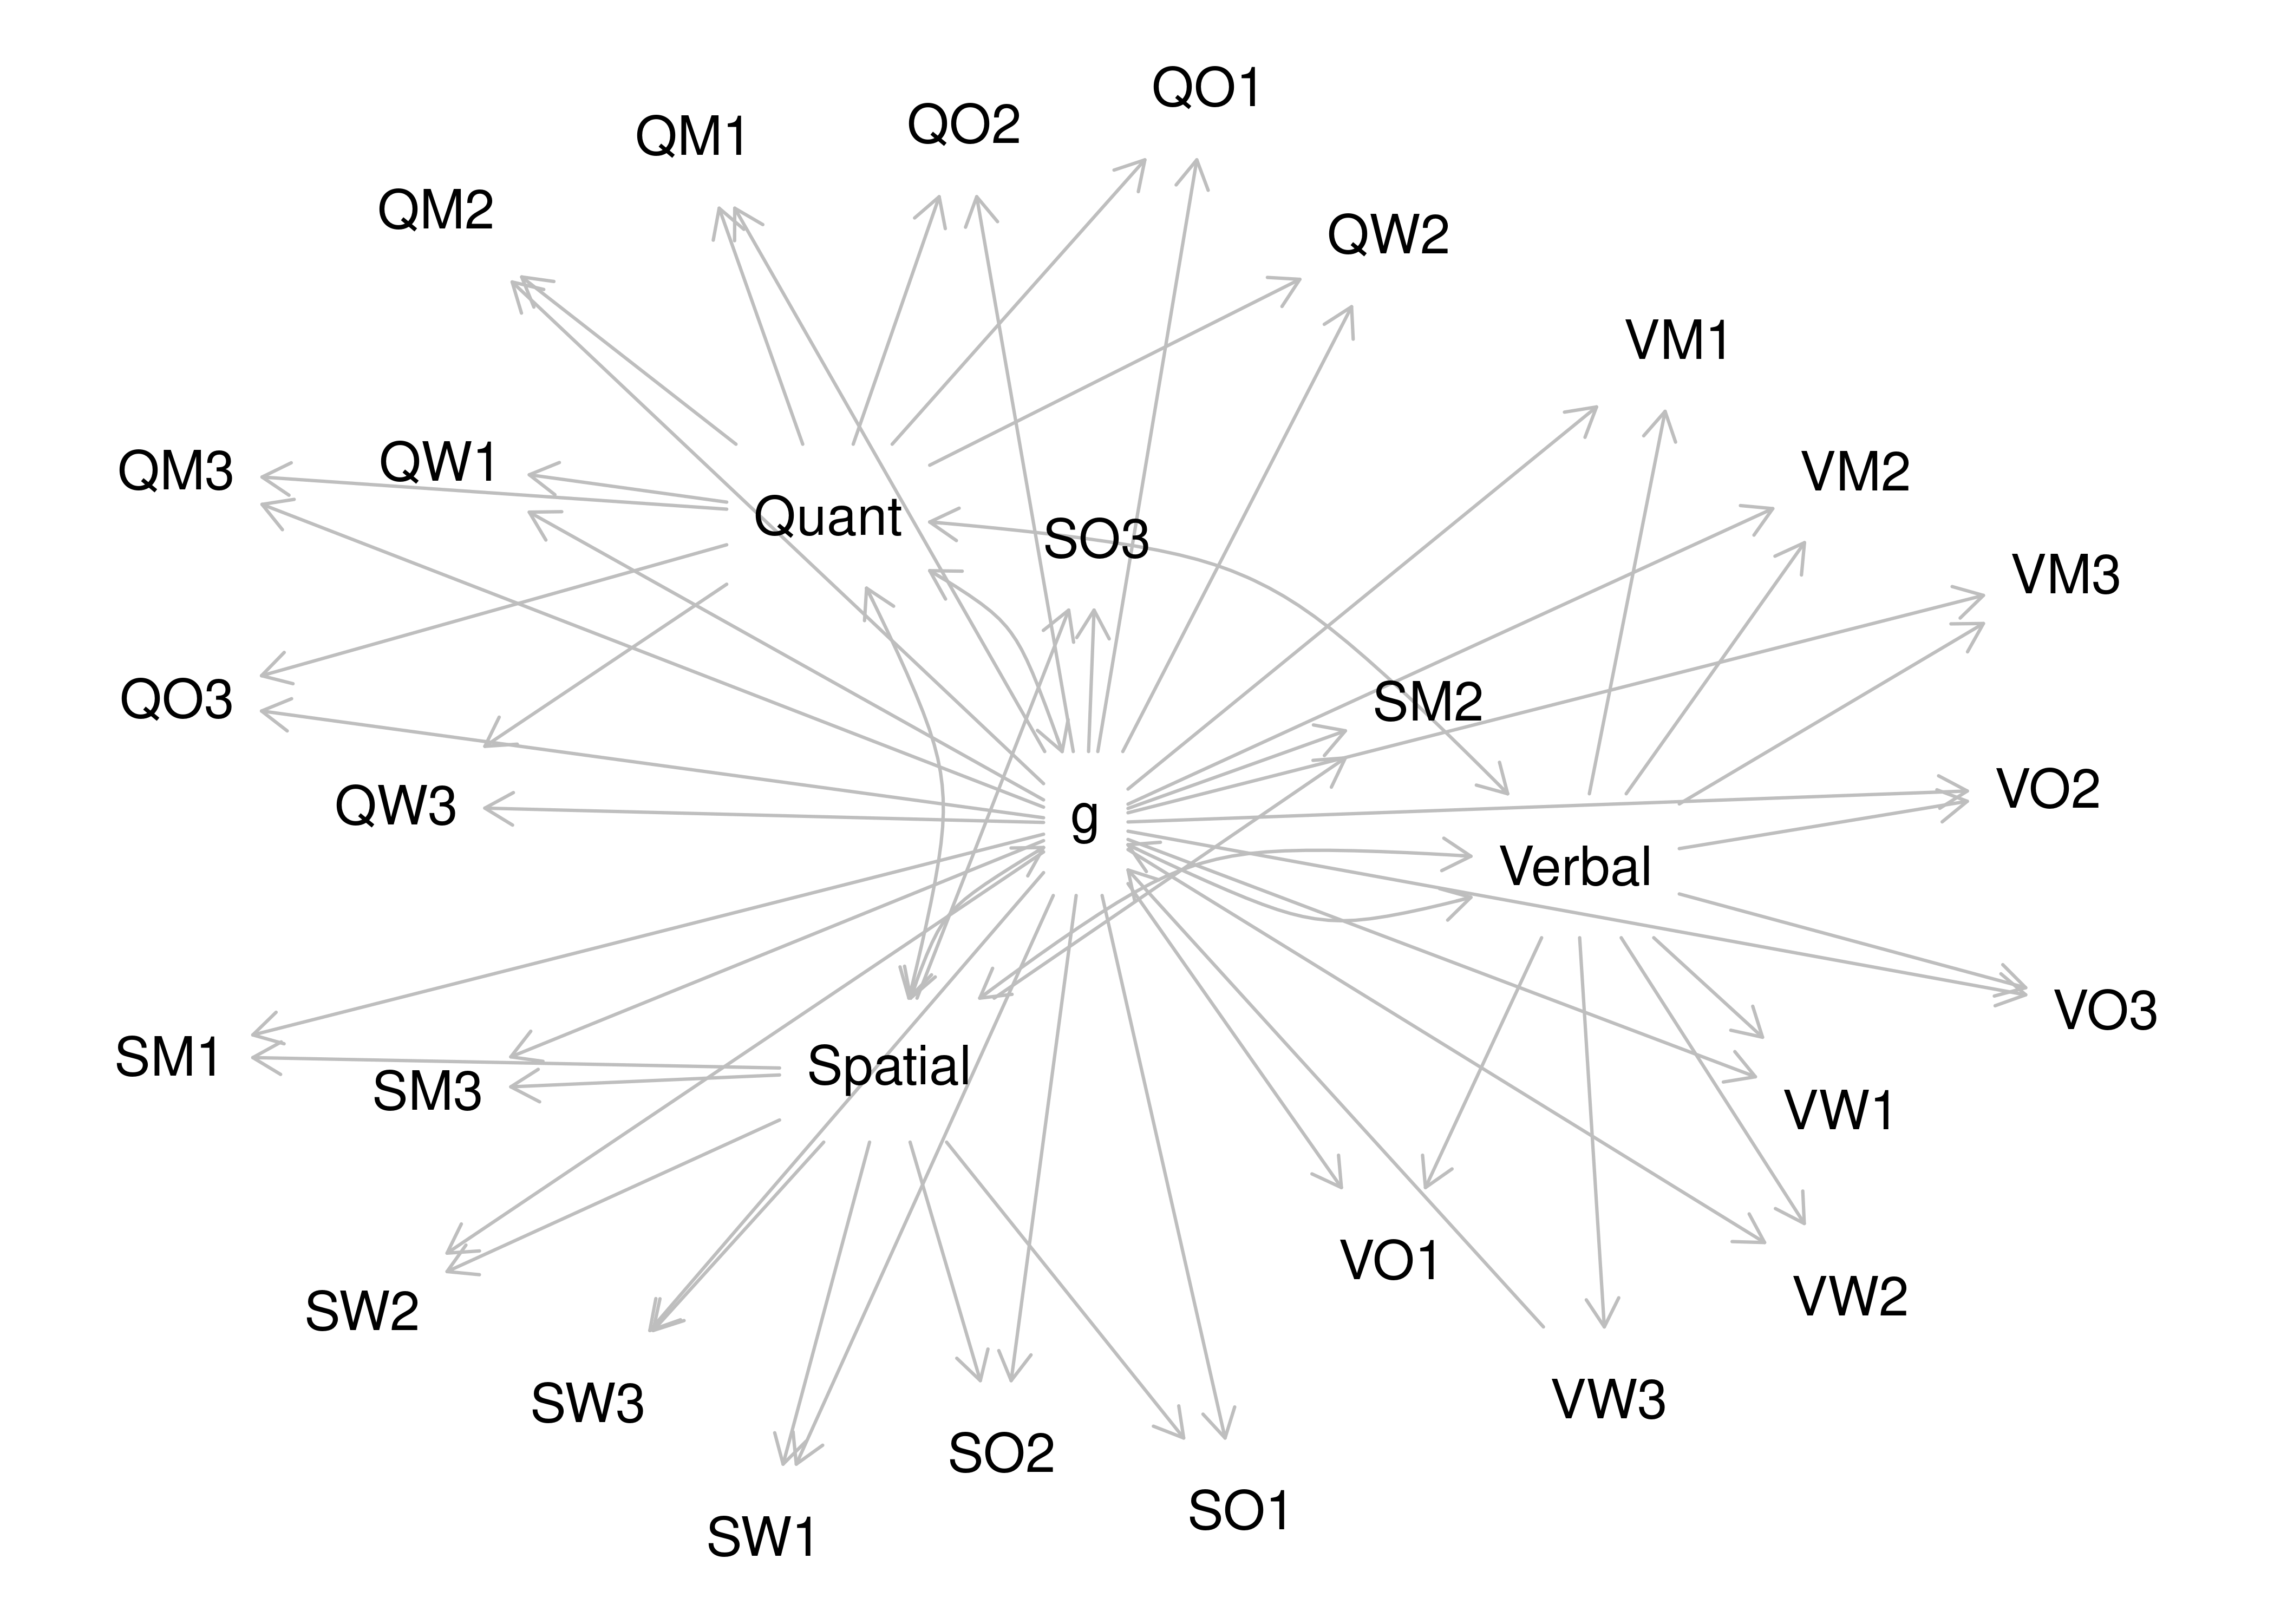 QO1
QO2
QM1
QM2
QW2
VM1
QM3
QW1
VM2
Quant
SO3
VM3
QO3
SM2
VO2
QW3
g
Verbal
VO3
SM1
Spatial
SM3
VW1
VO1
VW2
SW2
SW3
VW3
SO2
SO1
SW1